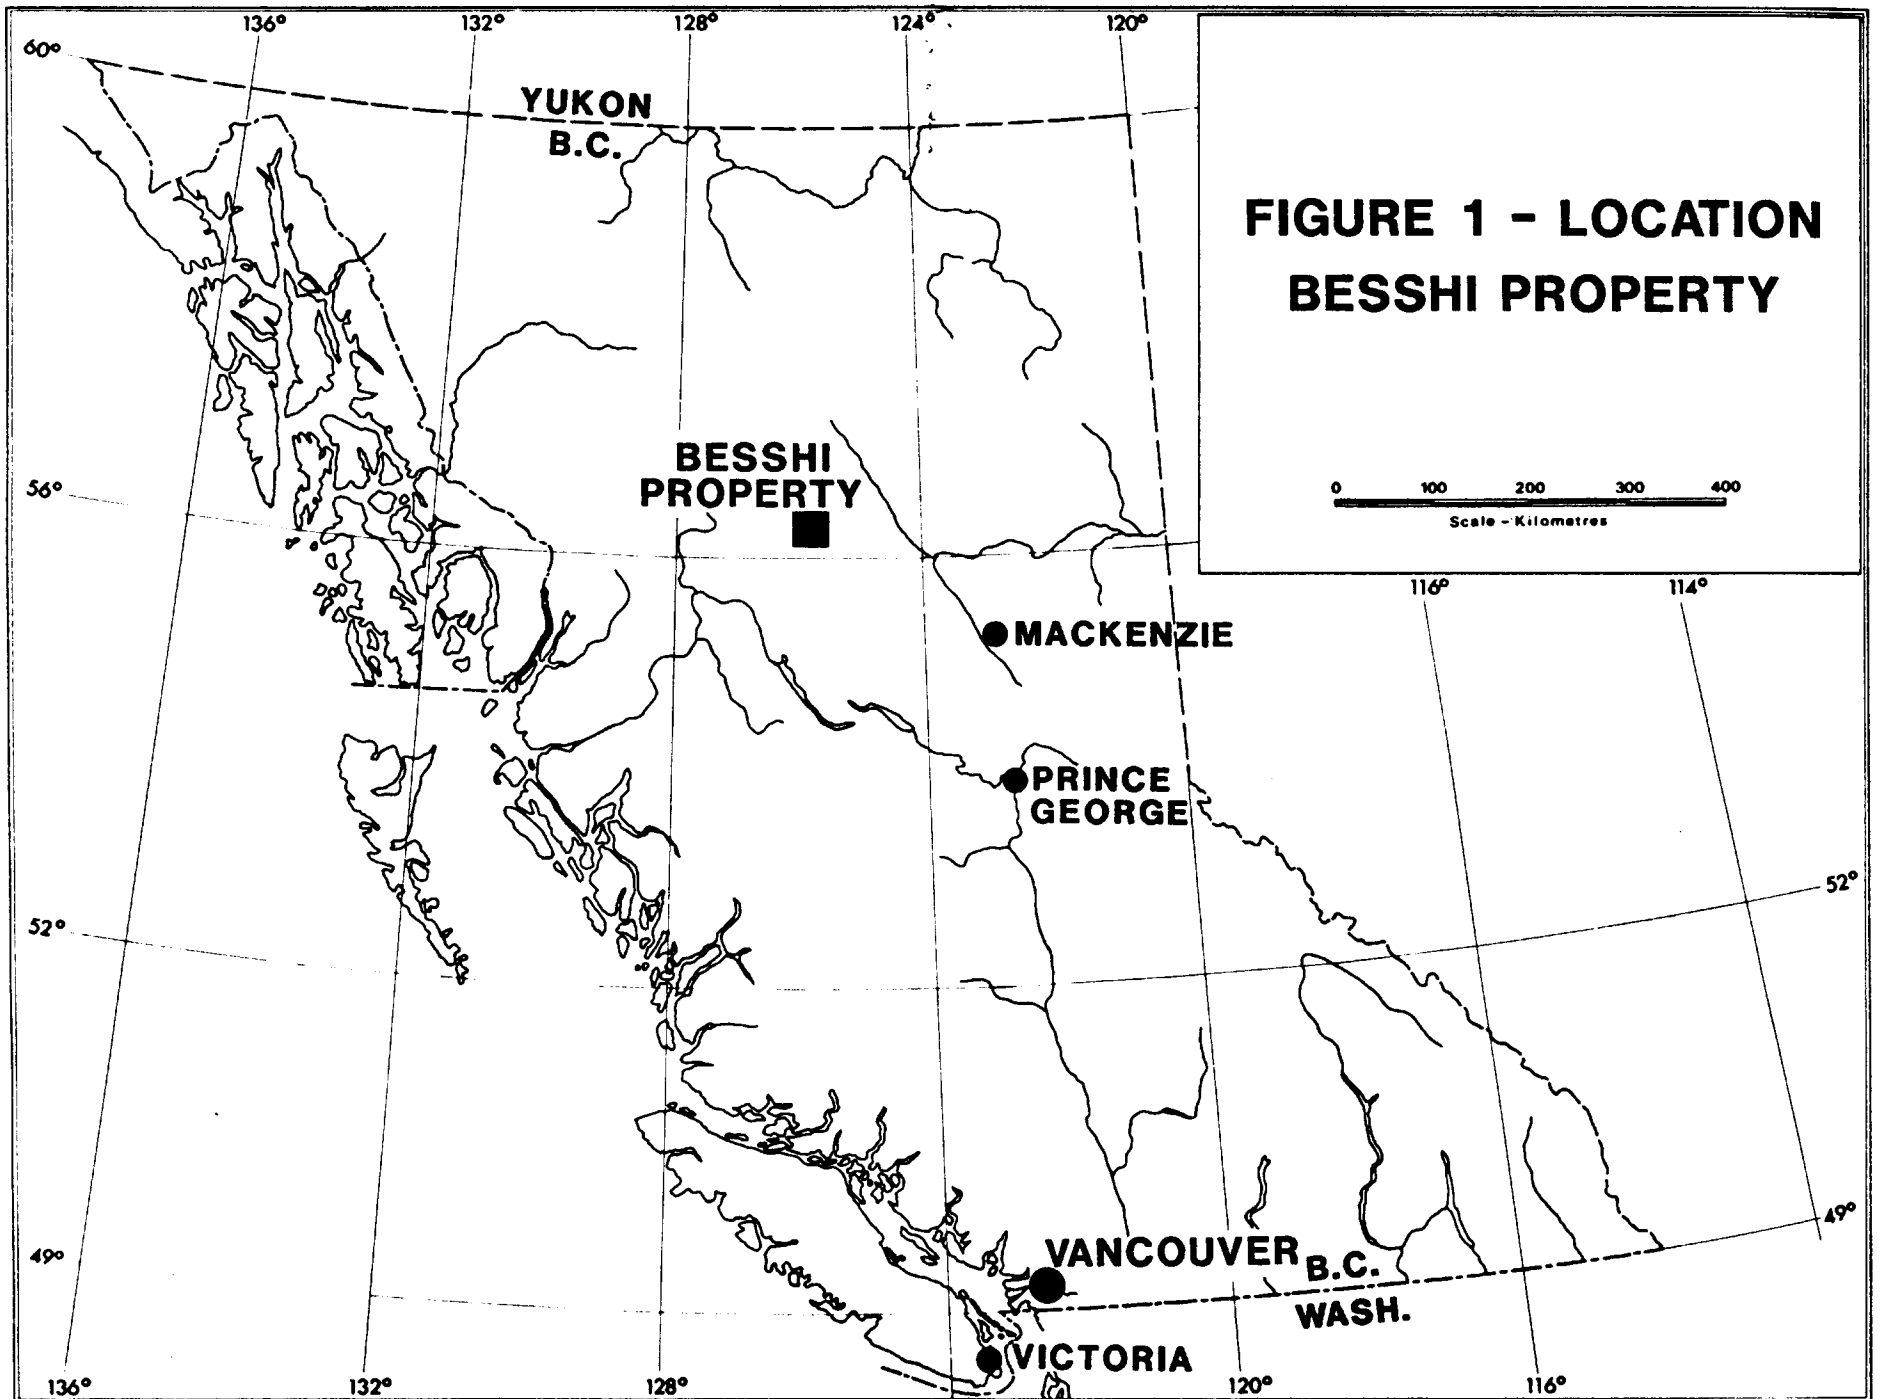 136° 132° 128° 124° 120°
60°
YUKON
B.C.
FIGURE 1 - LOCATION
BESSHI PROPERTY
0 100 200 300 400
Scale - Kilometres
BESSHI
PROPERTY
56°
116° 114°
MACKENZIE
PRINCE
GEORGE
52°
52°
49°
49°
VANCOUVER
B.C.
WASH.
VICTORIA
136° 132° 128° 120° 116°